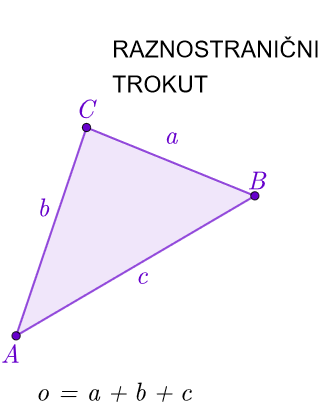 RAZNOSTRANIČNI
TROKUT
C
a
B
b
c
A
o = a + b + c